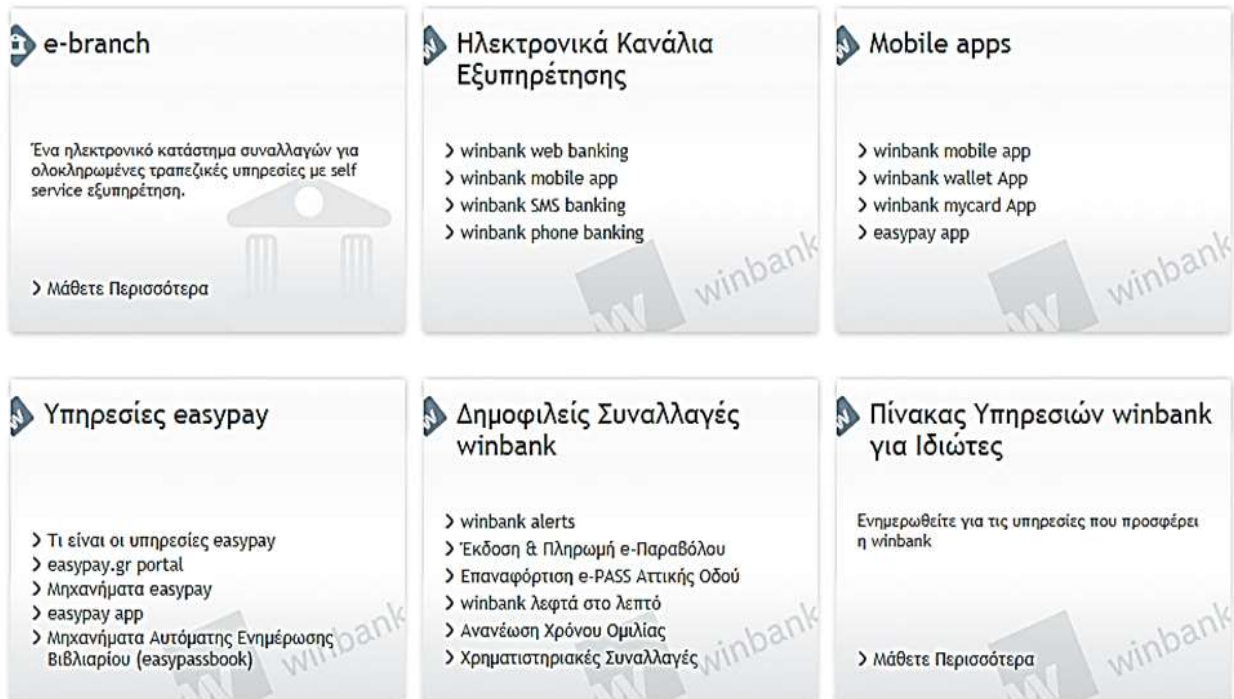 e-branch
Ένα ηλεκτρονικό κατάστημα συναλλαγών για
ολοκληρωμένες τραπεζικές υπηρεσίες με self
service εξυπηρέτηση.
Μάθετε Περισσότερα
Ηλεκτρονικά Κανάλια
Εξυπηρέτησης
winbank web banking
winbank mobile app
winbank SMS banking
winbank phone banking
winbank
Mobile apps
winbank mobile app
winbank wallet App
winbank mycard App
easypay app
winbank
Υπηρεσίες easypay
Τι είναι οι υπηρεσίες easypay
easypay.gr portal
Μηχανήματα easypay
easypay app
Μηχανήματα Αυτόματης Ενημέρωσης
Βιβλιαρίου (easypassbook)
winbank
Δημοφιλείς Συναλλαγές
winbank
winbank alerts
Έκδοση & Πληρωμή e-Παραβόλου
Επαναφόρτιση e-PASS Αττικής Οδού
winbank λεφτά στο λεπτό
Ανανέωση Χρόνου Ομιλίας
Χρηματιστηριακές Συναλλαγές
winbank
Πίνακας Υπηρεσιών winbank
για Ιδιώτες
Ενημερωθείτε για τις υπηρεσίες που προσφέρει
η winbank
Μάθετε Περισσότερα
winbank